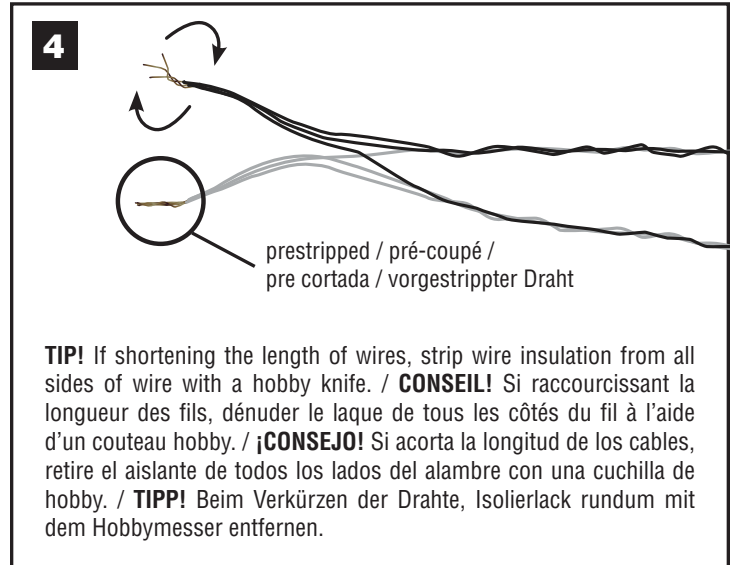 4
prestripped / pré-coupé /
pre cortada / vorgestrippter Draht
TIP! If shortening the length of wires, strip wire insulation from all
sides of wire with a hobby knife. / CONSEIL! Si raccourcissant la
longueur des fils, dénuder le laque de tous les côtés du fil à l’aide
d’un couteau hobby. / ¡CONSEJO! Si acorta la longitud de los cables,
retire el aislante de todos los lados del alambre con una cuchilla de
hobby. / TIPP! Beim Verkürzen der Drahte, Isolierlack rundum mit
dem Hobbymesser entfernen.